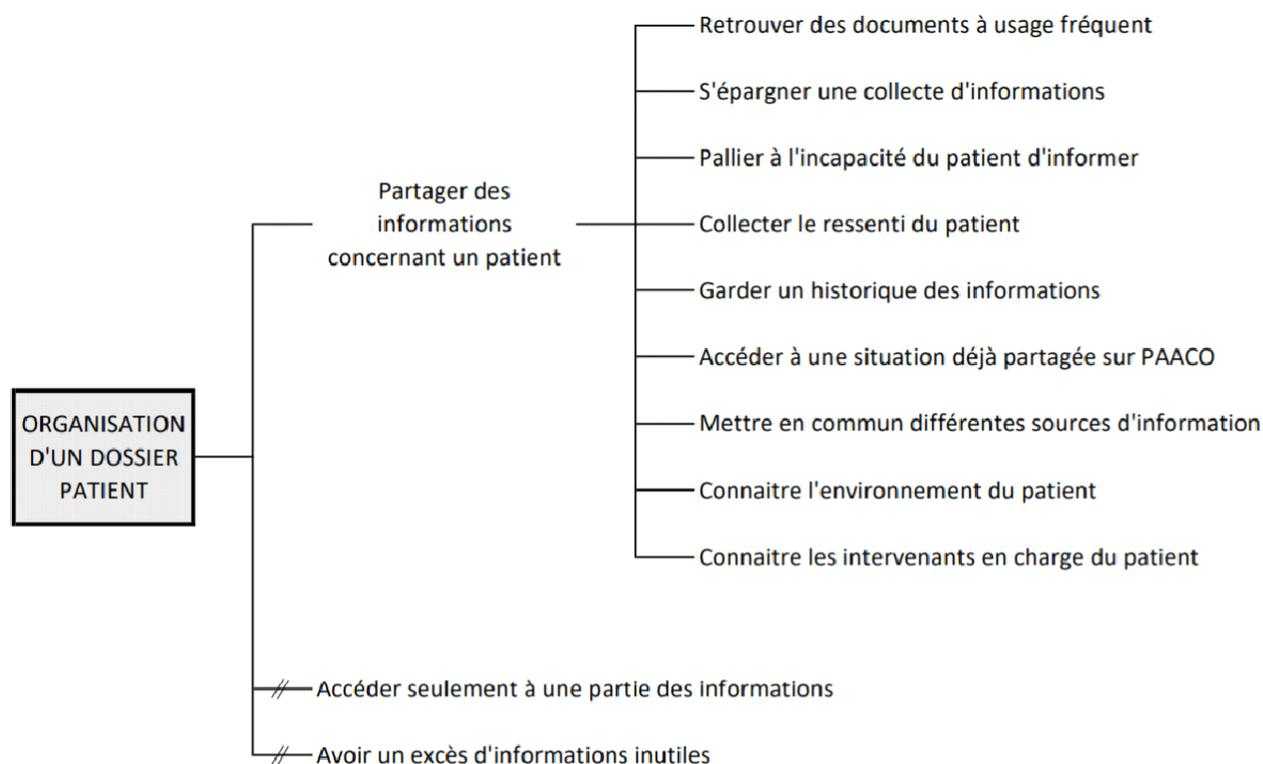 ORGANISATION
D'UN DOSSIER
PATIENT
Partager des
informations
concernant un patient
Retrouver des documents à usage fréquent
S'épargner une collecte d'informations
Pallier à l'incapacité du patient d'informer
Collecter le ressenti du patient
Garder un historique des informations
Accéder à une situation déjà partagée sur PAACO
Mettre en commun différentes sources d'information
Connaitre l'environnement du patient
Connaitre les intervenants en charge du patient
Accéder seulement à une partie des informations
Avoir un excès d'informations inutiles